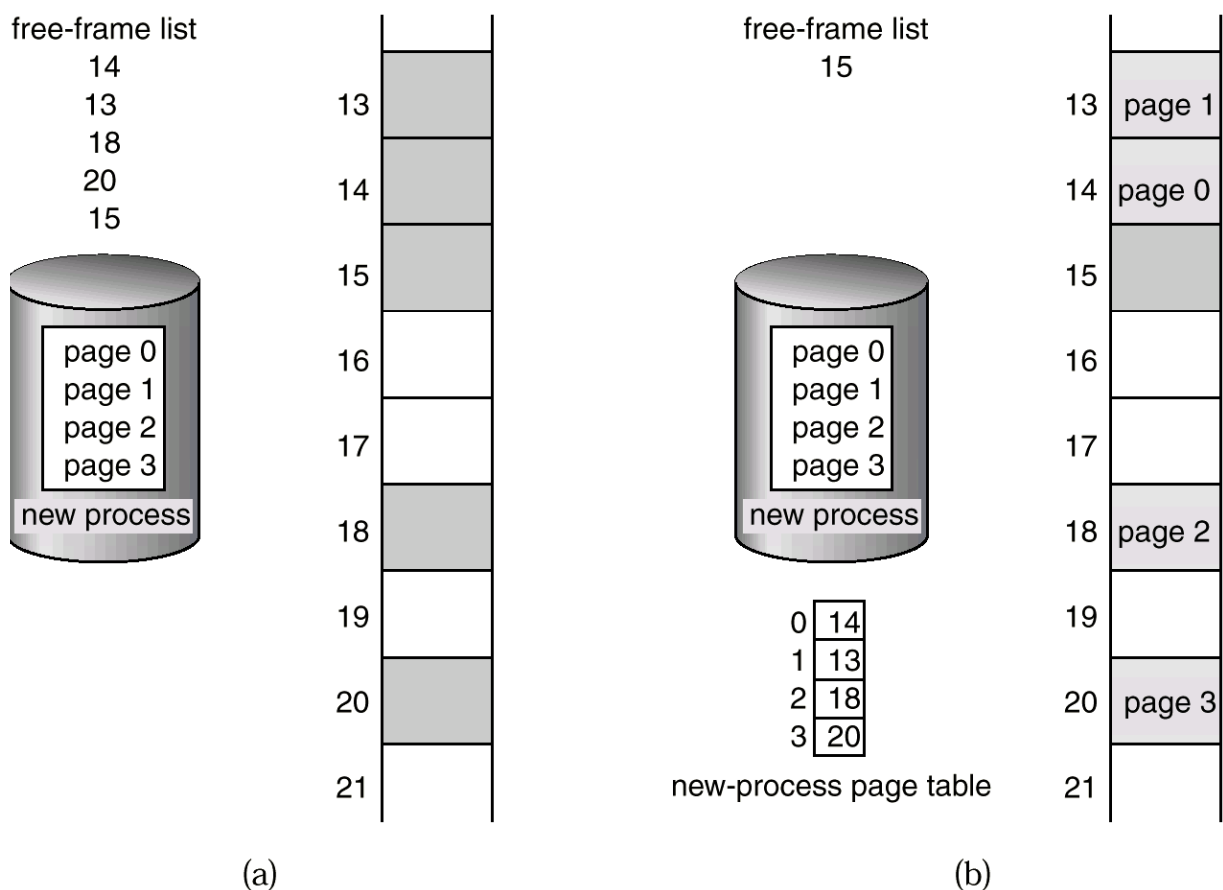 free-frame list
14
13
18
20
15
page 0
page 1
page 2
page 3
new process
13
14
15
16
17
18
19
20
21
(a)
free-frame list
15
page 0
page 1
page 2
page 3
new process
0 14
1 13
2 18
3 20
new-process page table
13 page 1
14 page 0
15
16
17
18 page 2
19
20 page 3
21
(b)